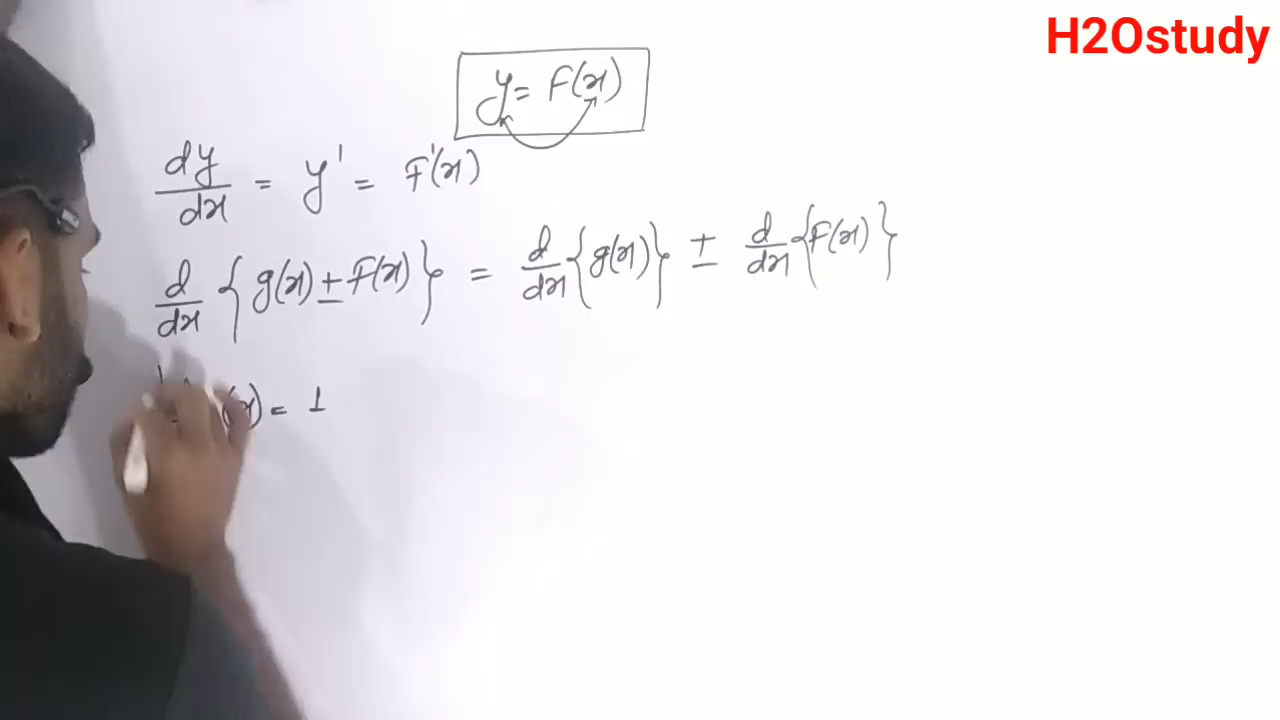 H2Ostudy
y = F(x)
dy/dx = y' = F'(x)
d/dx {g(x) ± F(x)} = d/dx {g(x)} ± d/dx {F(x)}
(x) = 1